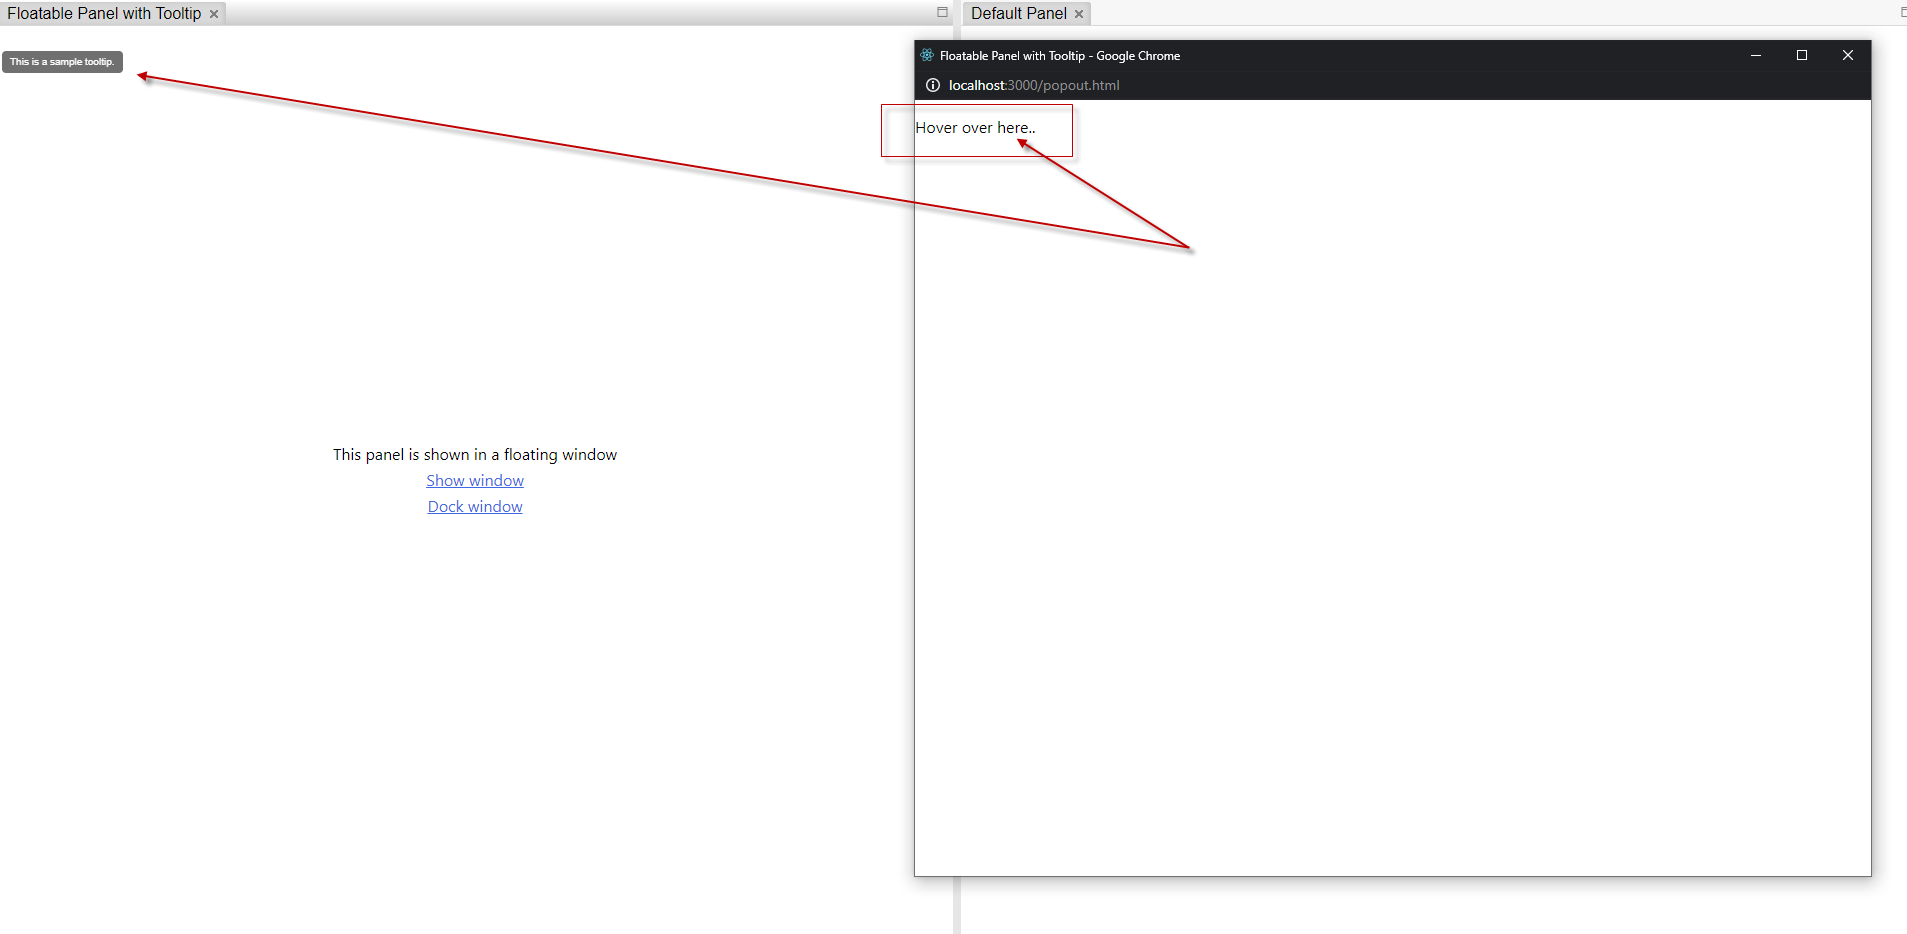 Floatable Panel with Tooltip
Default Panel
This is a sample tooltip.
Floatable Panel with Tooltip - Google Chrome
localhost:3000/popout.html
Hover over here..
This panel is shown in a floating window
Show window
Dock window